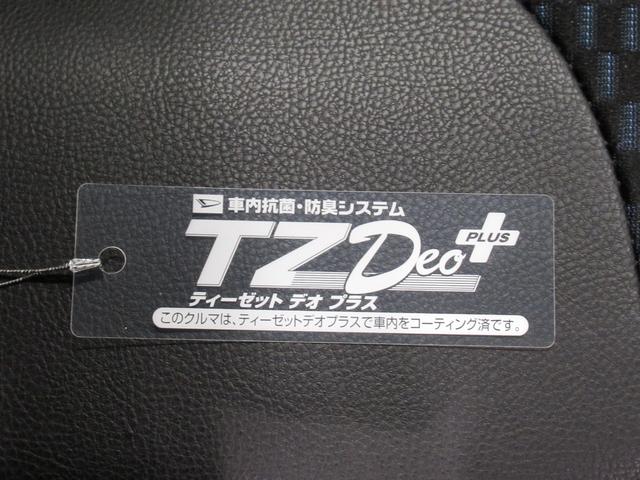 車内抗菌・防臭システム
TZ Deo PLUS
ティーゼット デオ プラス
このクルマは、ティーゼットデオプラスで車内をコーティング済です。